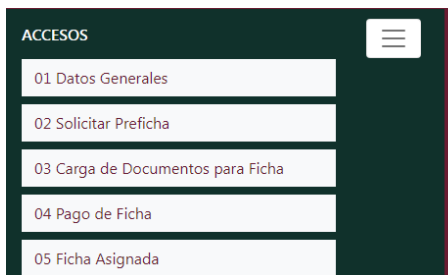 ACCESOS
01 Datos Generales
02 Solicitar Preficha
03 Carga de Documentos para Ficha
04 Pago de Ficha
05 Ficha Asignada